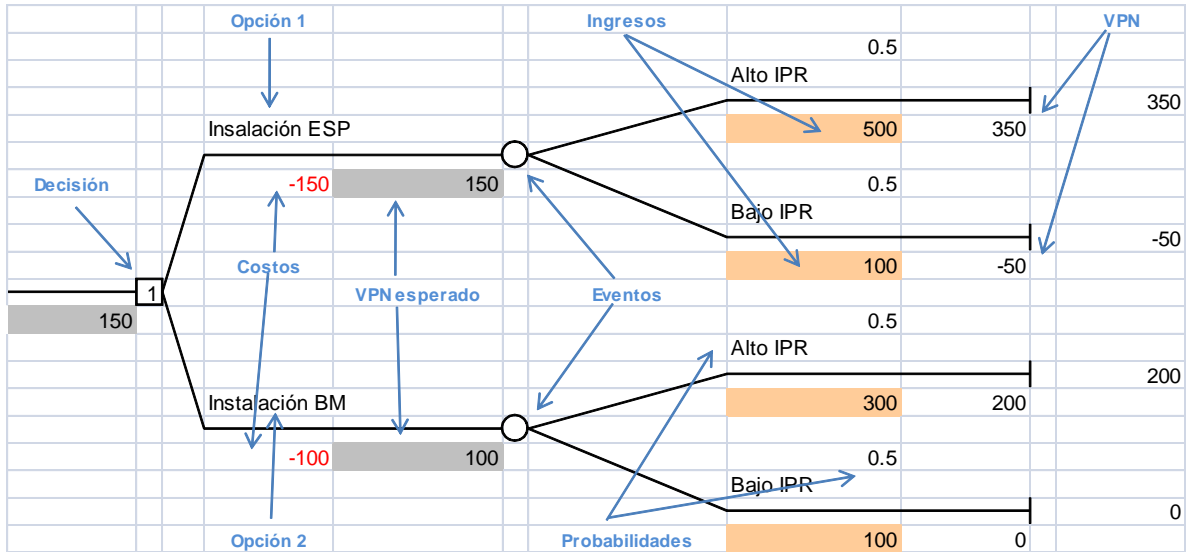 Opción 1 Ingresos VPN
0.5
Alto IPR
350
Insalación ESP 500 350
Decisión -150 150 0.5
Bajo IPR
-50
Costos 100 -50
1 VPN esperado Eventos
150 0.5
Alto IPR
200
Instalación BM 300 200
-100 100 0.5
Bajo IPR
0
Opción 2 Probabilidades 100 0